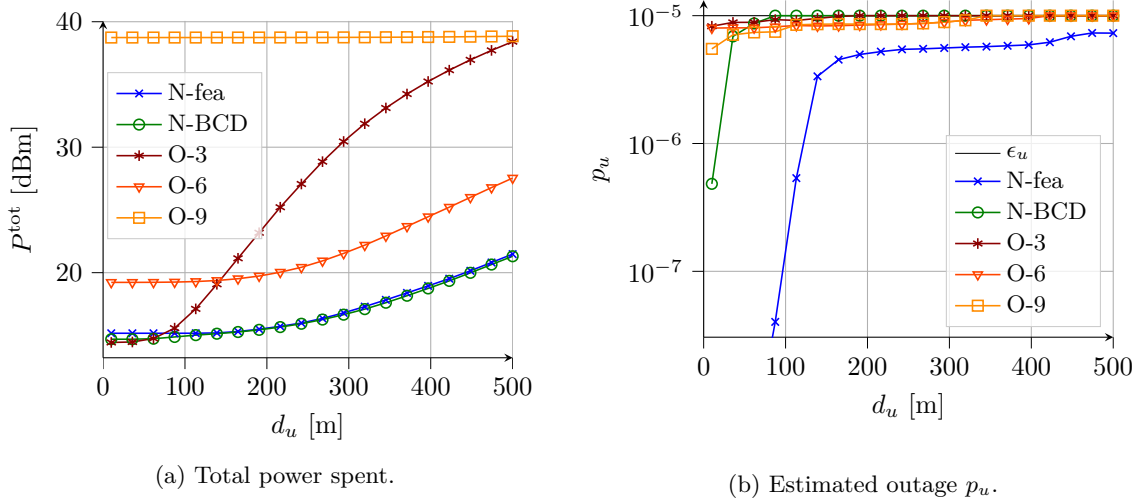 40
30
20
0
100
200
300
400
500
P^tot [dBm]
d_u [m]
N-fea
N-BCD
O-3
O-6
O-9
(a) Total power spent.
10^−5
10^−6
10^−7
0
100
200
300
400
500
p_u
d_u [m]
ϵ_u
N-fea
N-BCD
O-3
O-6
O-9
(b) Estimated outage p_u.